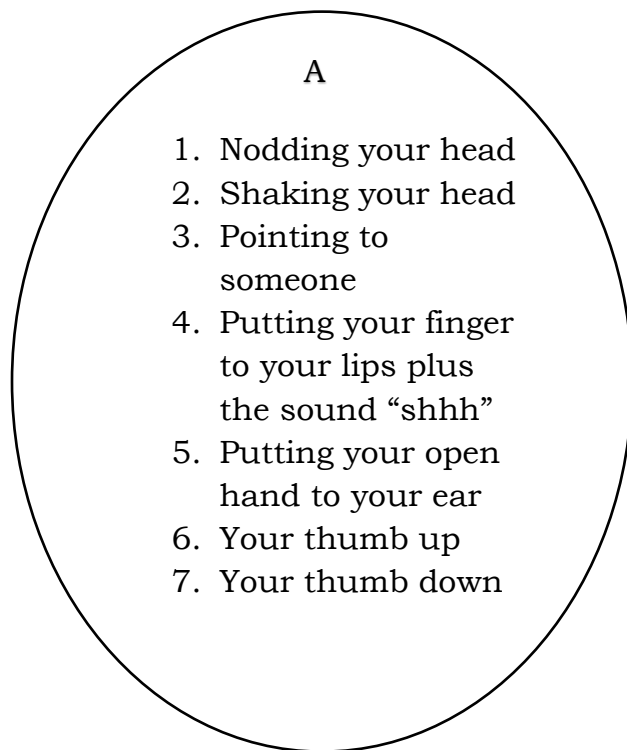 A
1. Nodding your head
2. Shaking your head
3. Pointing to
someone
4. Putting your finger
to your lips plus
the sound “shhh”
5. Putting your open
hand to your ear
6. Your thumb up
7. Your thumb down